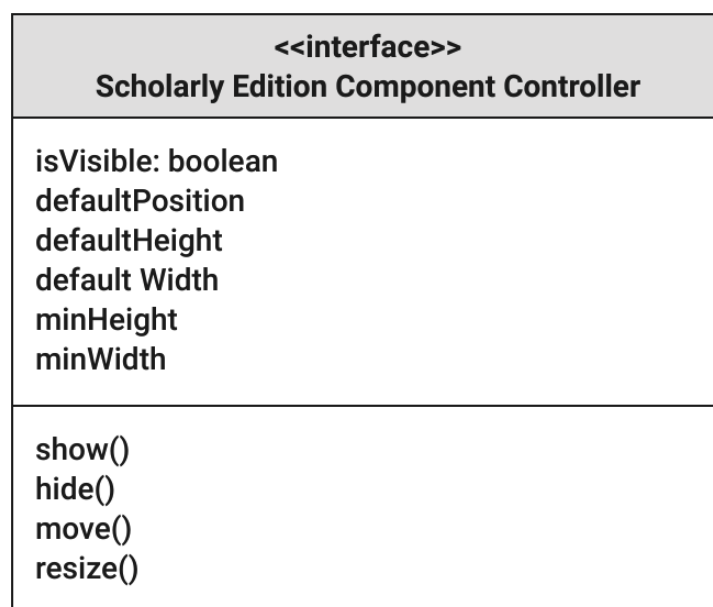 <<interface>>
Scholarly Edition Component Controller
isVisible: boolean
defaultPosition
defaultHeight
default Width
minHeight
minWidth
show()
hide()
move()
resize()